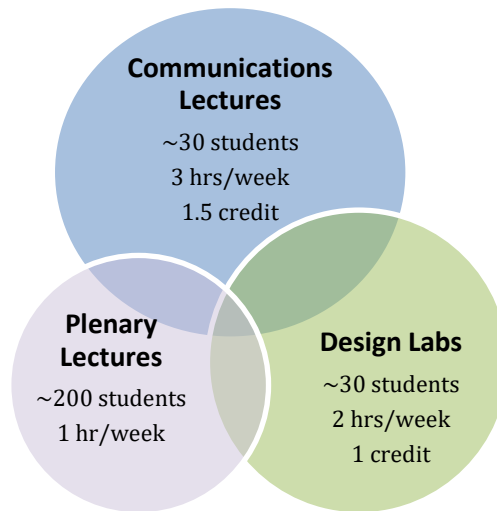 Communications
Lectures
~30 students
3 hrs/week
1.5 credit
Plenary
Lectures
~200 students
1 hr/week
Design Labs
~30 students
2 hrs/week
1 credit